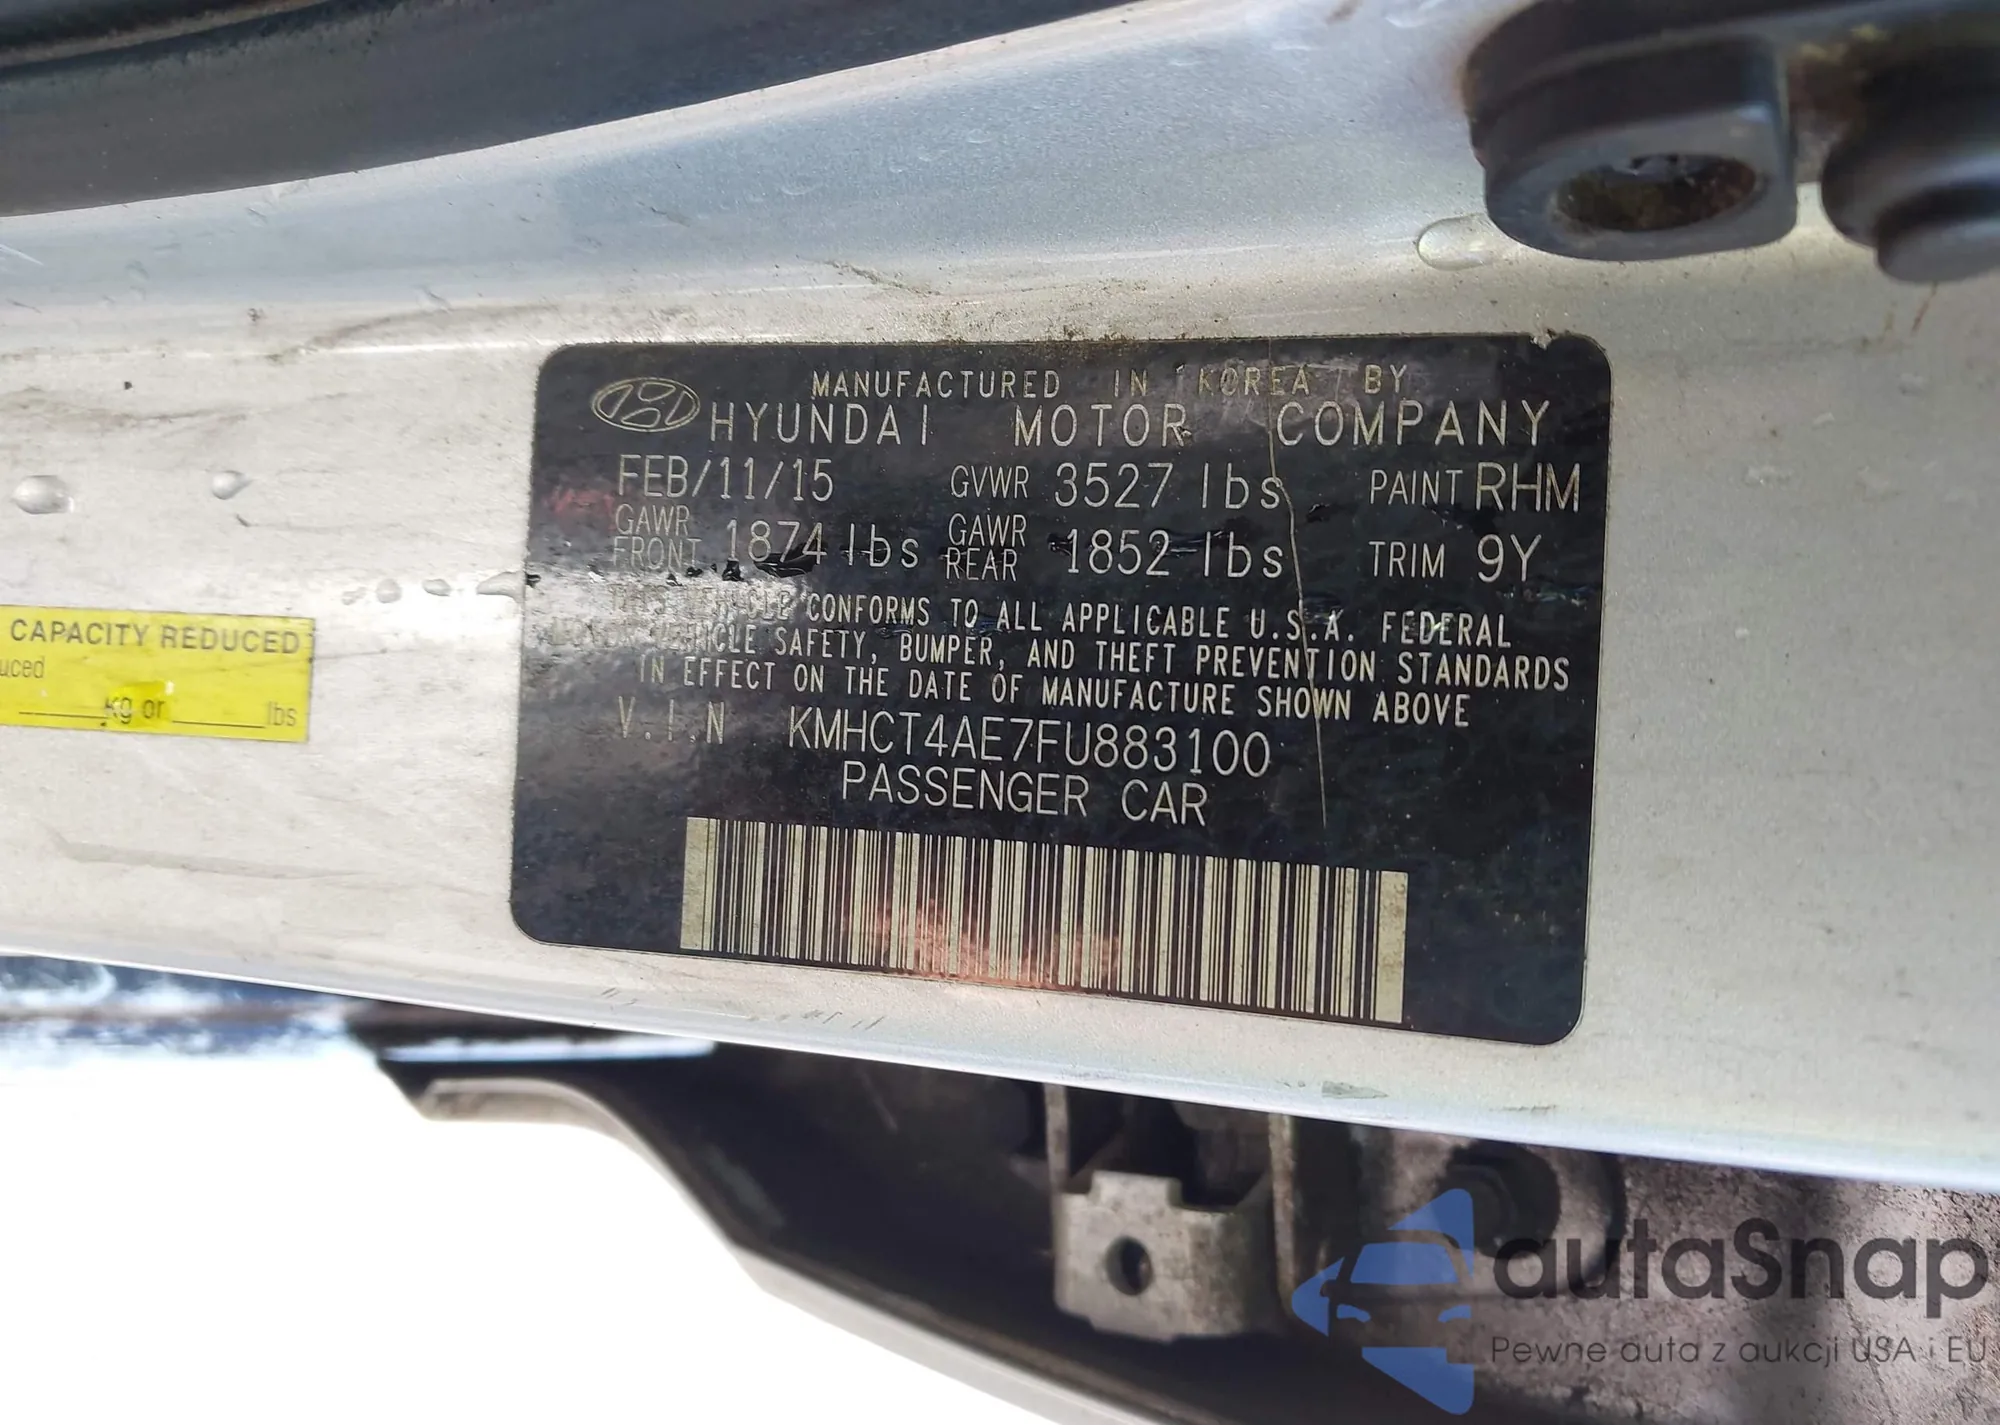 MANUFACTURED IN KOREA BY
HYUNDAI MOTOR COMPANY
FEB/11/15 GVWR 3527 lbs PAINT RHM
GAWR FRONT 1874 lbs GAWR REAR 1852 lbs TRIM 9Y
THIS VEHICLE CONFORMS TO ALL APPLICABLE U.S.A. FEDERAL
VEHICLE SAFETY, BUMPER, AND THEFT PREVENTION STANDARDS
IN EFFECT ON THE DATE OF MANUFACTURE SHOWN ABOVE
V.I.N KMHCT4AE7FU883100
PASSENGER CAR
CAPACITY REDUCED
uced
kg or lbs
autaSnap
Pewne auta z aukcji USA i EU